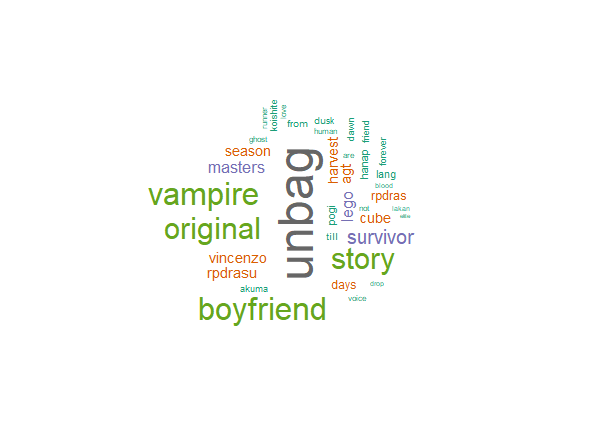 koishite
runner
love
from
dusk
human
dawn
friend
ghost
season
masters
unbag
harvest
agt
are
hanap
forever
lang
vampire
blood
rpdras
original
pogi
lego
not
cube
lakan
elite
till
survivor
vincenzo
rpdrasu
story
akuma
days
drop
voice
boyfriend